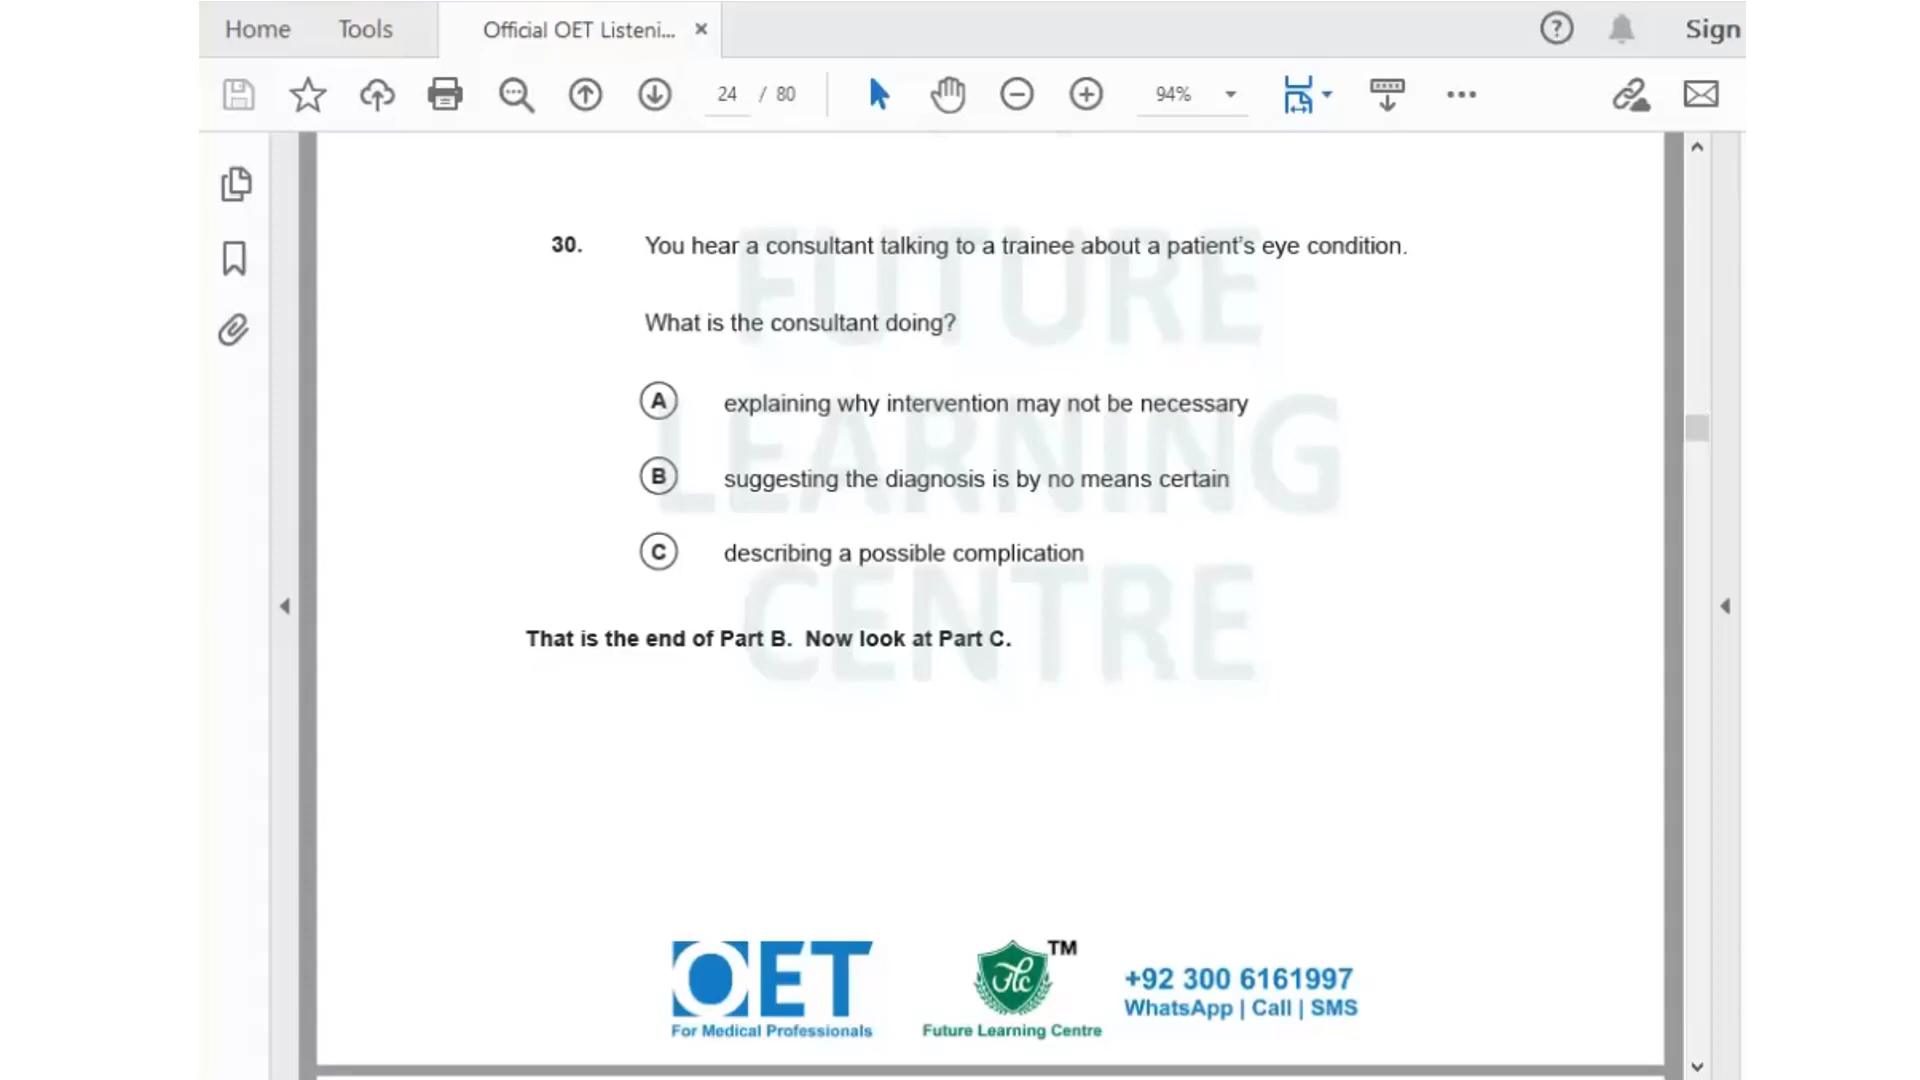 Home Tools Official OET Listeni... × Sign
24 / 80 94%
30. You hear a consultant talking to a trainee about a patient's eye condition.
What is the consultant doing?
A explaining why intervention may not be necessary
B suggesting the diagnosis is by no means certain
C describing a possible complication
That is the end of Part B. Now look at Part C.
FUTURE
LEARNING
CENTRE
OET
For Medical Professionals
TM
flc
Future Learning Centre
+92 300 6161997
WhatsApp | Call | SMS